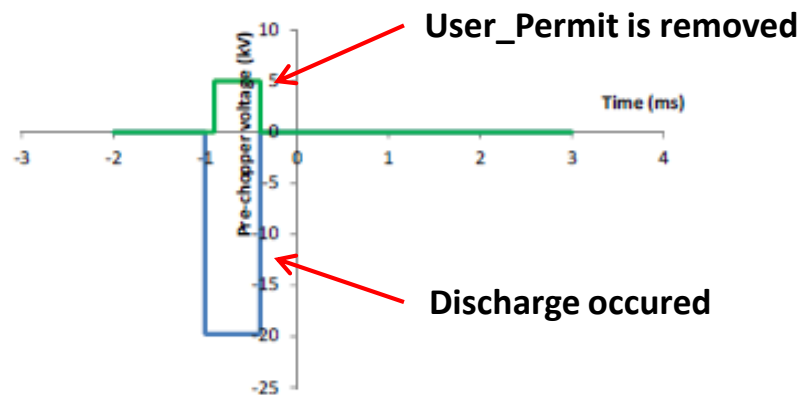 10
User_Permit is removed
Pre-chopper voltage (kV)
5
Time (ms)
0
-3 -2 -1 0 1 2 3 4
-5
-10
-15
Discharge occured
-20
-25